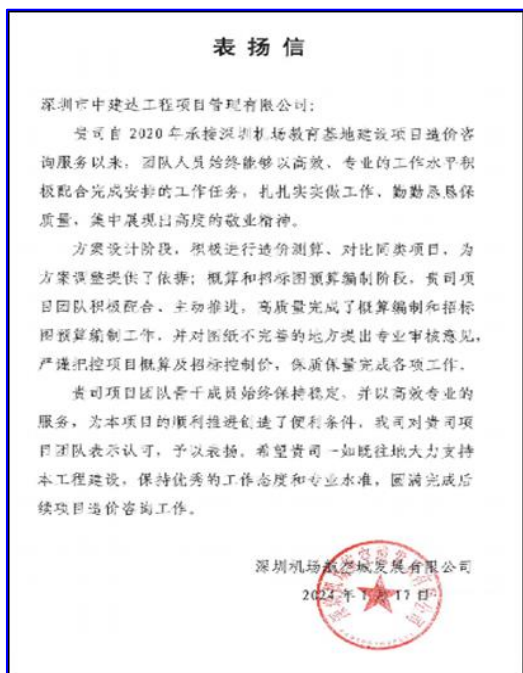 表扬信
深圳市中建达工程项目管理有限公司:
贵司自 2020 年承接深圳机场教育基地建设项目造价咨
询服务以来,团队人员始终能够以高效、专业的工作水平积
极配合完成安排的工作任务,扎扎实实做工作、勤勤恳恳保
质量,集中展现出高度的敬业精神。
方案设计阶段,积极进行造价测算、对比同类项目,为
方案调整提供了依据;概算和招标图预算编制阶段,贵司项
目团队积极配合、主动推进,高质量完成了概算编制和招标
图预算编制工作,并对图纸不完善的地方提出专业审核意见,
严谨把控项目概算及招标控制价,保质保量完成各项工作。
贵司项目团队骨干成员始终保持稳定,并以高效专业的
服务,为本项目的顺利推进创造了便利条件,我司对贵司项
目团队表示认可,予以表扬。希望贵司一如既往地大力支持
本工程建设,保持优秀的工作态度和专业水准,圆满完成后
续项目造价咨询工作。
深圳机场航空城发展有限公司
2024 年 1 月 17 日